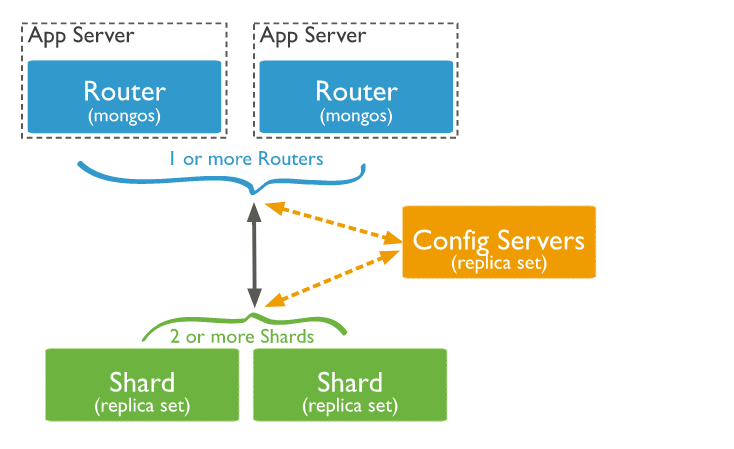 App Server
App Server
Router
(mongos)
Router
(mongos)
1 or more Routers
Config Servers
(replica set)
2 or more Shards
Shard
(replica set)
Shard
(replica set)